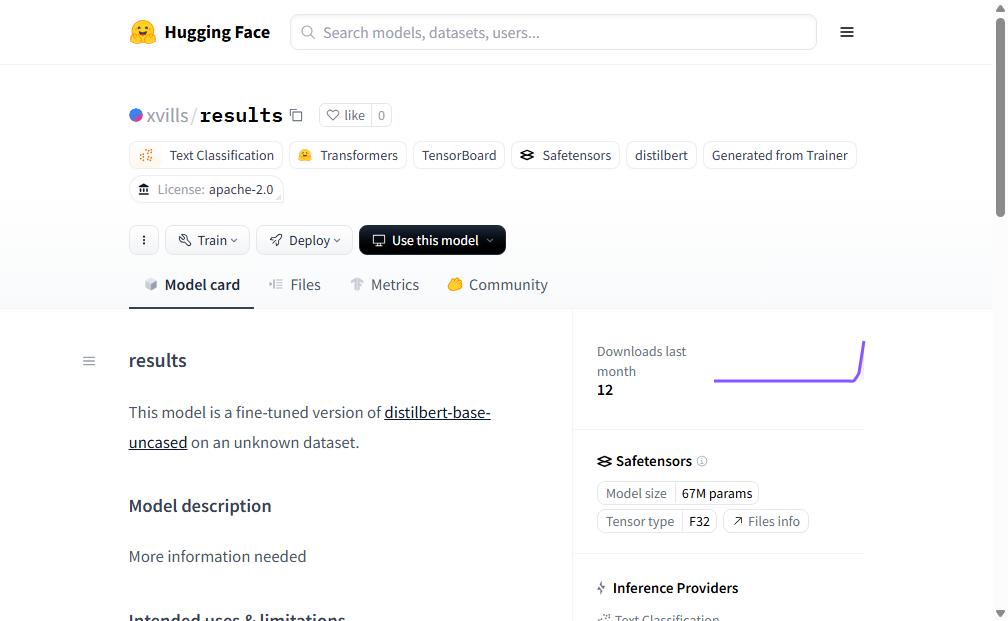 Hugging Face
Search models, datasets, users...
xvills/results
like 0
Text Classification Transformers TensorBoard Safetensors distilbert Generated from Trainer
License: apache-2.0
Train Deploy Use this model
Model card Files Metrics Community
results
This model is a fine-tuned version of distilbert-base-
uncased on an unknown dataset.
Model description
More information needed
Intended uses & limitations
Downloads last
month
12
Safetensors
Model size 67M params
Tensor type F32 Files info
Inference Providers
Text Classification